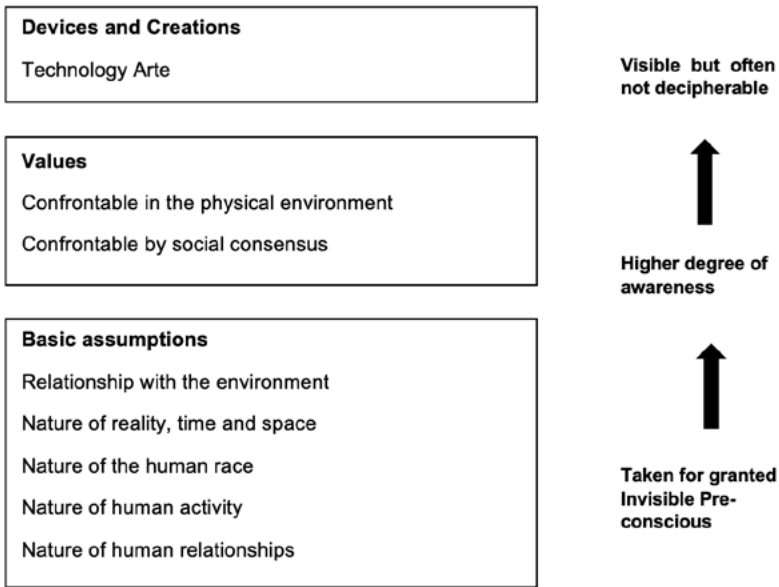 Devices and Creations
Technology Arte
Visible but often
not decipherable
Values
Confrontable in the physical environment
Confrontable by social consensus
Higher degree of
awareness
Basic assumptions
Relationship with the environment
Nature of reality, time and space
Nature of the human race
Nature of human activity
Nature of human relationships
Taken for granted
Invisible Pre-
conscious